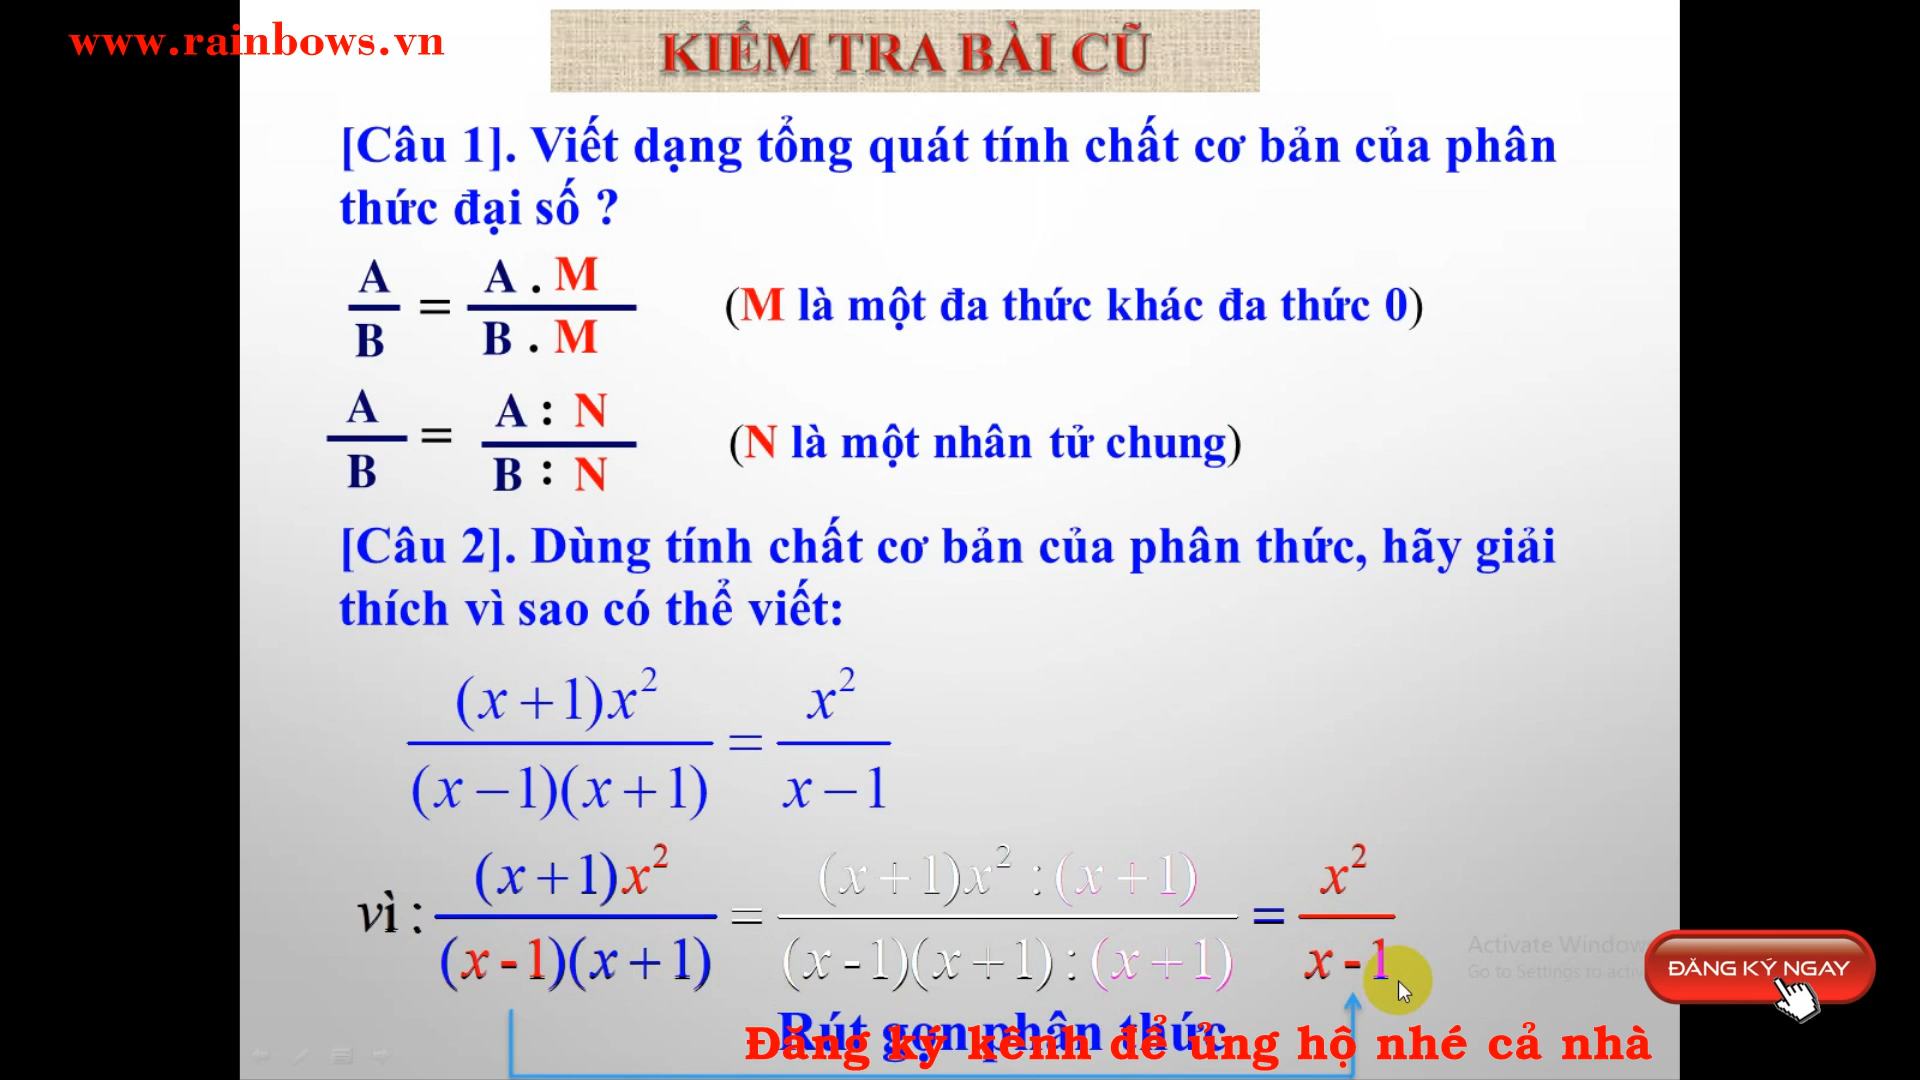 www.rainbows.vn
KIỂM TRA BÀI CŨ
[Câu 1]. Viết dạng tổng quát tính chất cơ bản của phân
thức đại số ?
A/B = A . M / B . M (M là một đa thức khác đa thức 0)
A/B = A : N / B : N (N là một nhân tử chung)
[Câu 2]. Dùng tính chất cơ bản của phân thức, hãy giải
thích vì sao có thể viết:
(x+1)x² / (x−1)(x+1) = x² / x−1
vì : (x+1)x² / (x-1)(x+1) = (x+1)x² : (x+1) / (x-1)(x+1) : (x+1) = x² / x-1
Activate Window
Go to Settings to activ
ĐĂNG KÝ NGAY
Rút gọn phân thức
Đăng ký kênh để ủng hộ nhé cả nhà